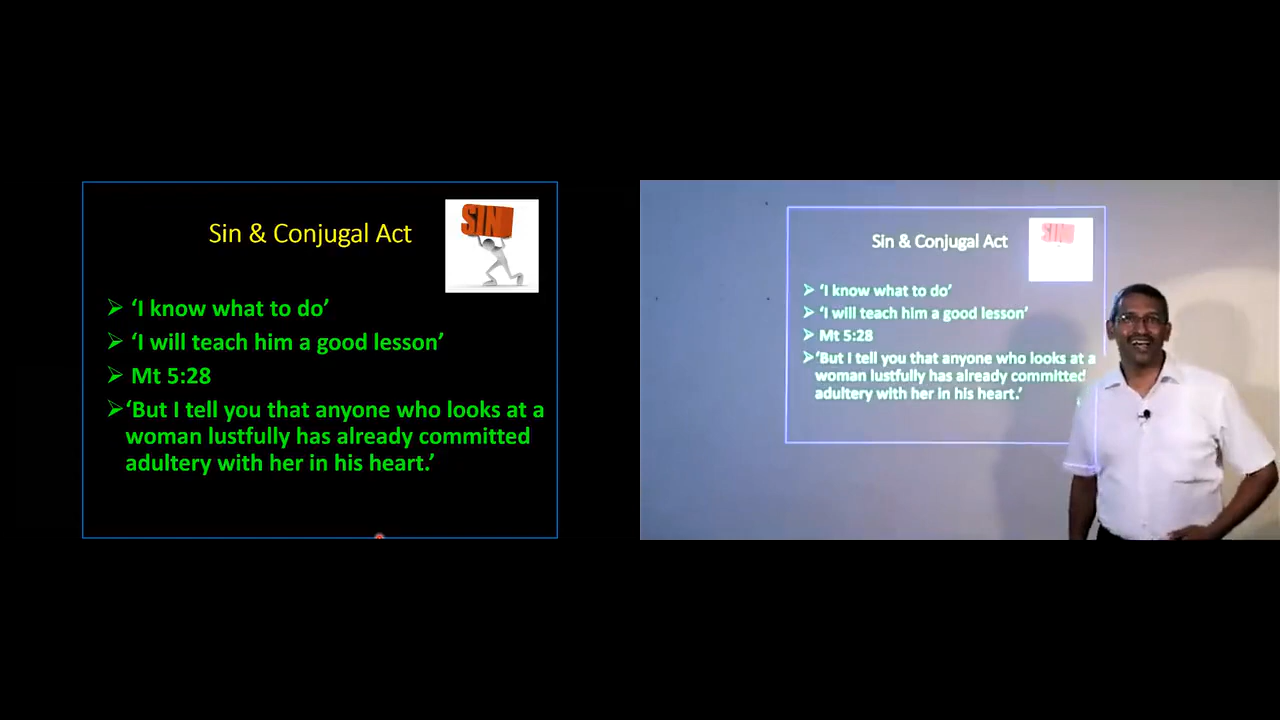 Sin & Conjugal Act
SIN
➢ ‘I know what to do’
➢ ‘I will teach him a good lesson’
➢ Mt 5:28
➢‘But I tell you that anyone who looks at a
woman lustfully has already committed
adultery with her in his heart.’
Sin & Conjugal Act
SIN
➢ ‘I know what to do’
➢ ‘I will teach him a good lesson’
➢ Mt 5:28
➢‘But I tell you that anyone who looks at a
woman lustfully has already committed
adultery with her in his heart.’